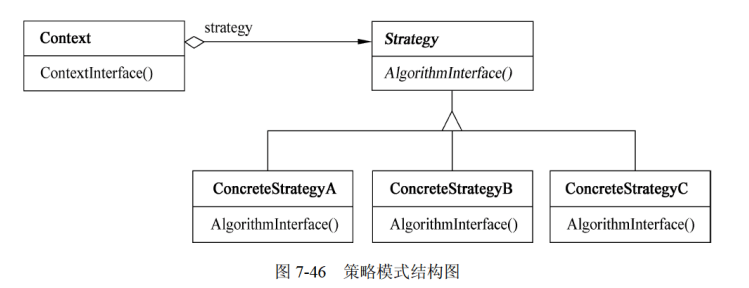 Context
ContextInterface()
strategy
Strategy
AlgorithmInterface()
ConcreteStrategyA
AlgorithmInterface()
ConcreteStrategyB
AlgorithmInterface()
ConcreteStrategyC
AlgorithmInterface()
图 7-46 策略模式结构图